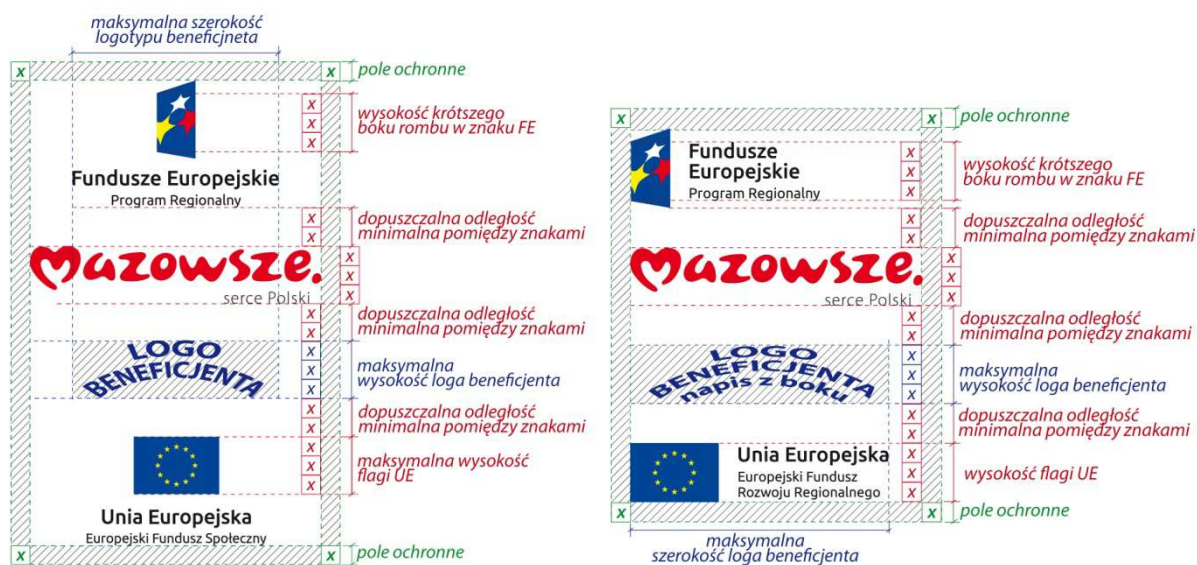 maksymalna szerokość
logotypu beneficjneta
x
x
pole ochronne
x
x
x
wysokość krótszego
boku rombu w znaku FE
Fundusze Europejskie
Program Regionalny
x
x
dopuszczalna odległość
minimalna pomiędzy znakami
mazowsze.
serce Polski
x
x
x
x
x
dopuszczalna odległość
minimalna pomiędzy znakami
LOGO
BENEFICJENTA
x
x
x
maksymalna
wysokość loga beneficjenta
x
x
dopuszczalna odległość
minimalna pomiędzy znakami
x
x
x
maksymalna wysokość
flagi UE
Unia Europejska
Europejski Fundusz Społeczny
x
x
pole ochronne
x
x
pole ochronne
Fundusze
Europejskie
Program Regionalny
x
x
x
wysokość krótszego
boku rombu w znaku FE
x
x
dopuszczalna odległość
minimalna pomiędzy znakami
mazowsze.
serce Polski
x
x
x
x
x
dopuszczalna odległość
minimalna pomiędzy znakami
LOGO
BENEFICJENTA
napis z boku
x
x
x
maksymalna
wysokość loga beneficjenta
x
x
dopuszczalna odległość
minimalna pomiędzy znakami
Unia Europejska
Europejski Fundusz
Rozwoju Regionalnego
x
x
x
wysokość flagi UE
x
x
pole ochronne
maksymalna
szerokość loga beneficjenta